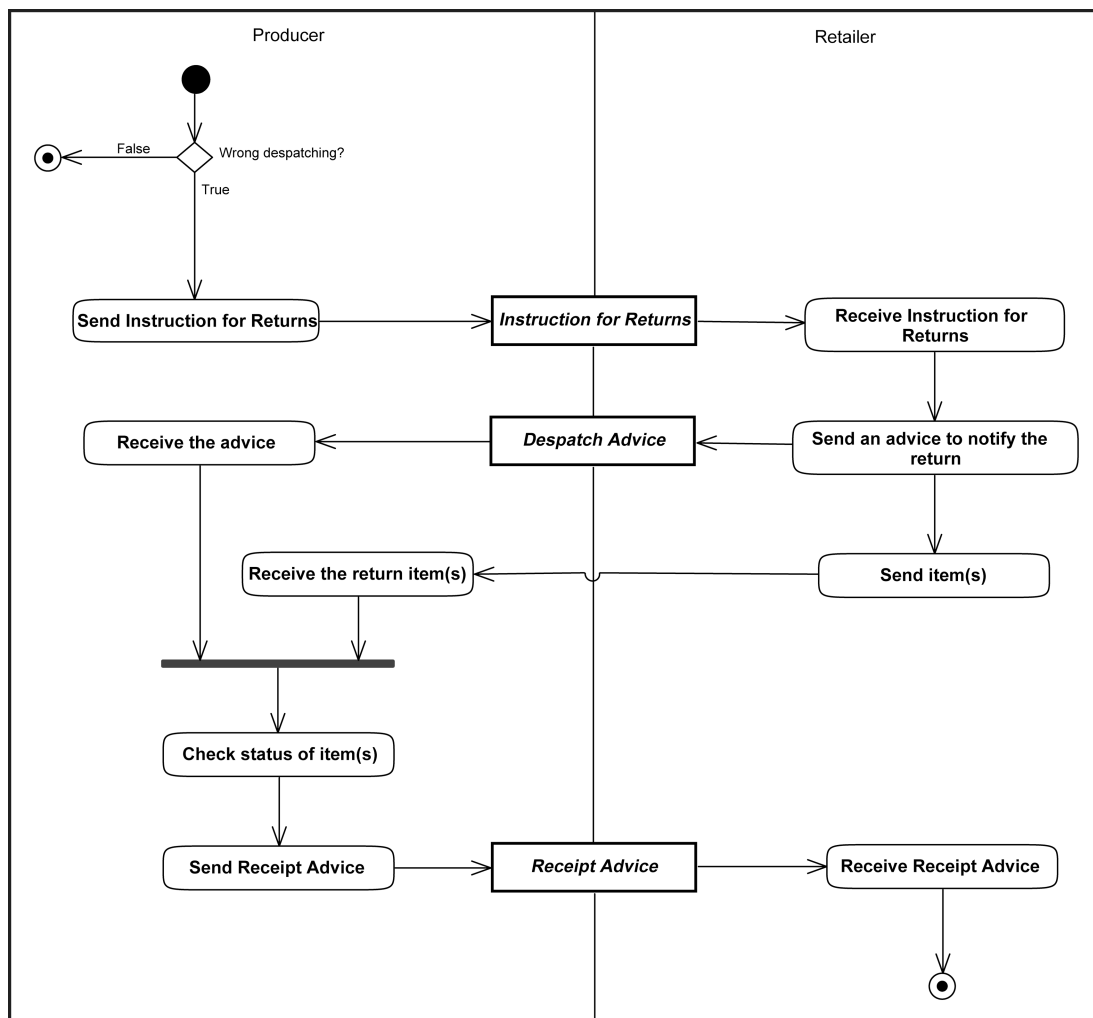 Producer
Retailer
False
Wrong despatching?
True
Send Instruction for Returns
Instruction for Returns
Receive Instruction for
Returns
Receive the advice
Despatch Advice
Send an advice to notify the
return
Receive the return item(s)
Send item(s)
Check status of item(s)
Send Receipt Advice
Receipt Advice
Receive Receipt Advice